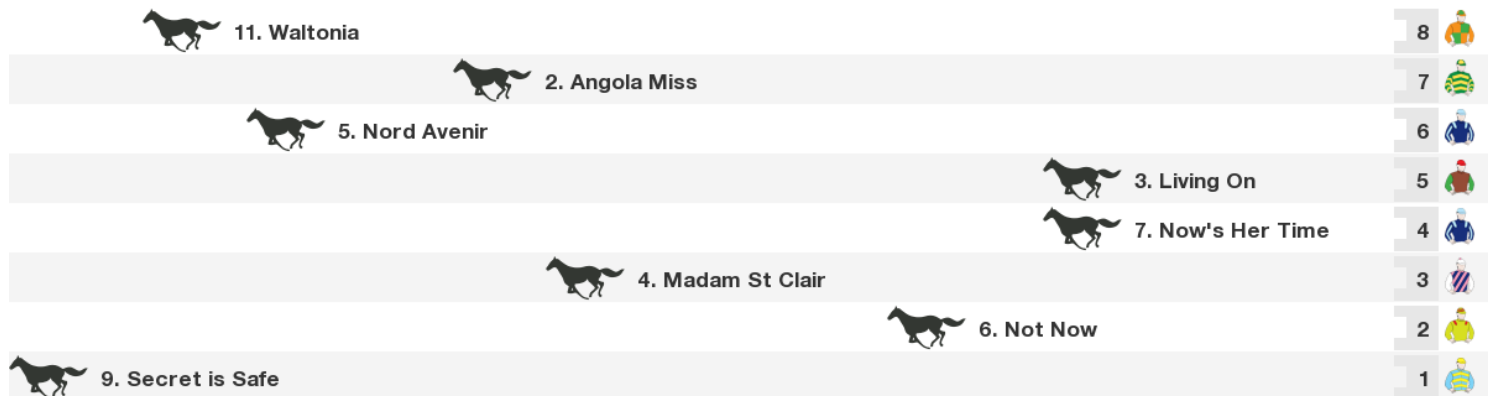 11. Waltonia 8
2. Angola Miss 7
5. Nord Avenir 6
3. Living On 5
7. Now's Her Time 4
4. Madam St Clair 3
6. Not Now 2
9. Secret is Safe 1